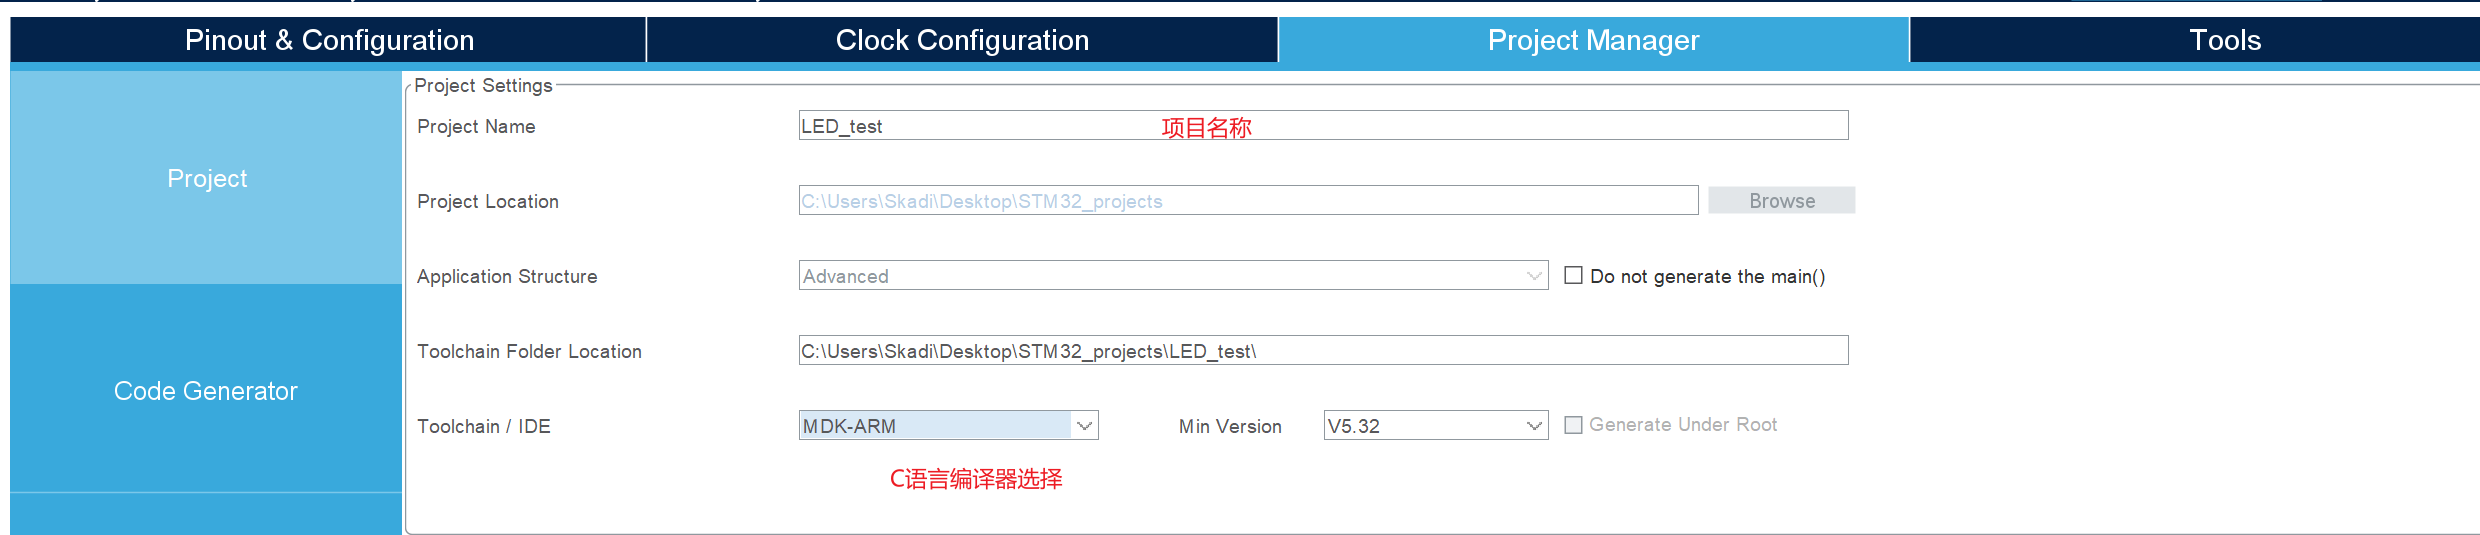 Pinout & Configuration
Clock Configuration
Project Manager
Tools
Project
Code Generator
Project Settings
Project Name
LED_test
项目名称
Project Location
C:\Users\Skadi\Desktop\STM32_projects
Browse
Application Structure
Advanced
Do not generate the main()
Toolchain Folder Location
C:\Users\Skadi\Desktop\STM32_projects\LED_test\
Toolchain / IDE
MDK-ARM
Min Version
V5.32
Generate Under Root
C语言编译器选择